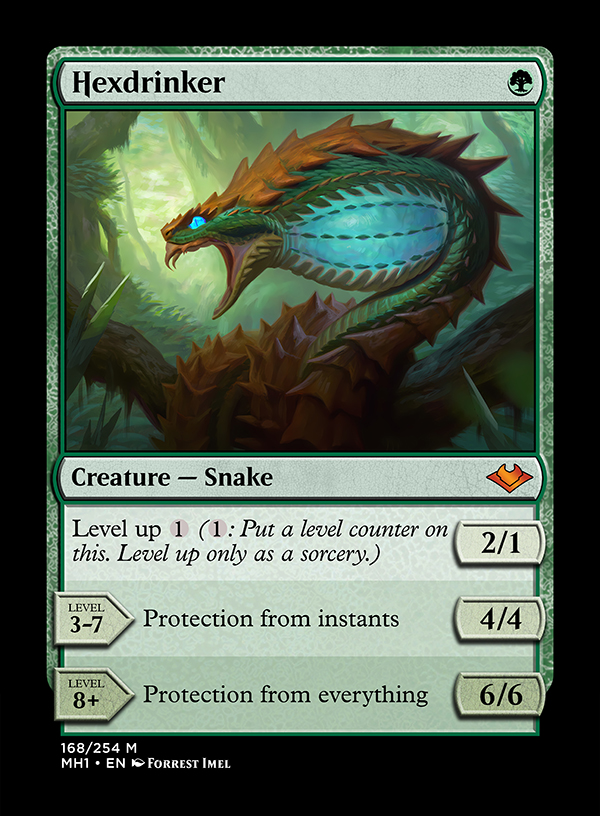 Hexdrinker
Creature — Snake
Level up 1 (1: Put a level counter on
this. Level up only as a sorcery.)
2/1
LEVEL
3-7
Protection from instants
4/4
LEVEL
8+
Protection from everything
6/6
168/254 M
MH1 • EN Forrest Imel